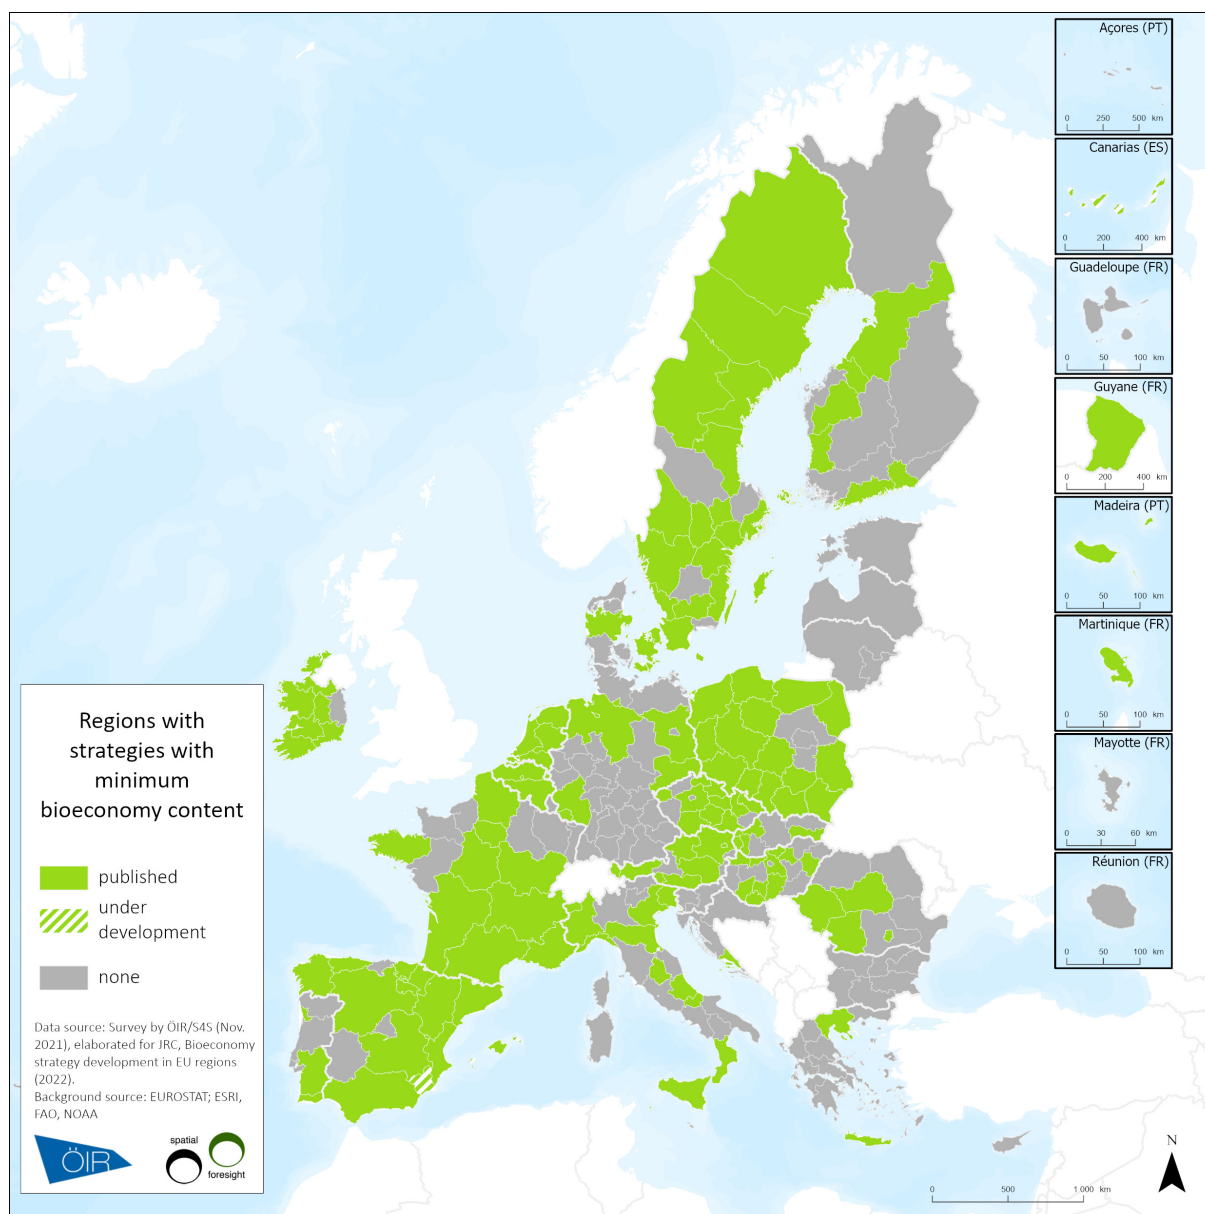 Açores (PT)
0 250 500 km
Canarias (ES)
0 200 400 km
Guadeloupe (FR)
0 50 100 km
Guyane (FR)
0 200 400 km
Madeira (PT)
0 50 100 km
Martinique (FR)
0 50 100 km
Mayotte (FR)
0 30 60 km
Réunion (FR)
0 50 100 km
Regions with
strategies with
minimum
bioeconomy content
published
under
development
none
Data source: Survey by ÖIR/S4S (Nov.
2021), elaborated for JRC, Bioeconomy
strategy development in EU regions
(2022).
Background source: EUROSTAT; ESRI,
FAO, NOAA
ÖIR
spatial
foresight
N
0 500 1 000 km